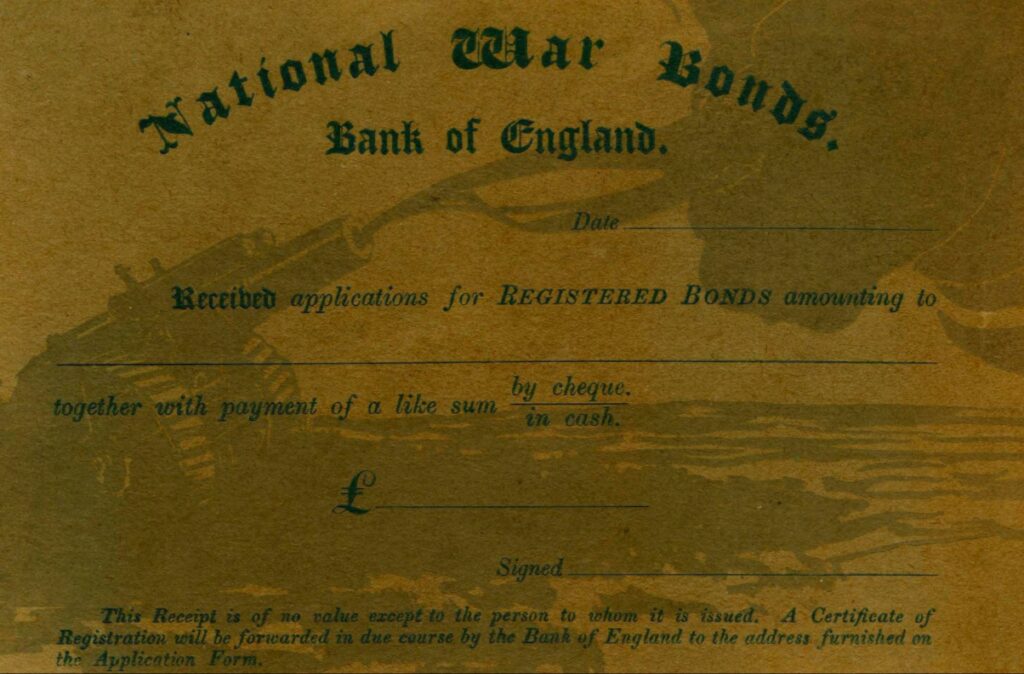 National War Bonds.
Bank of England.
Date
Received applications for REGISTERED BONDS amounting to
together with payment of a like sum by cheque.
in cash.
£
Signed
This Receipt is of no value except to the person to whom it is issued. A Certificate of
Registration will be forwarded in due course by the Bank of England to the address furnished on
the Application Form.